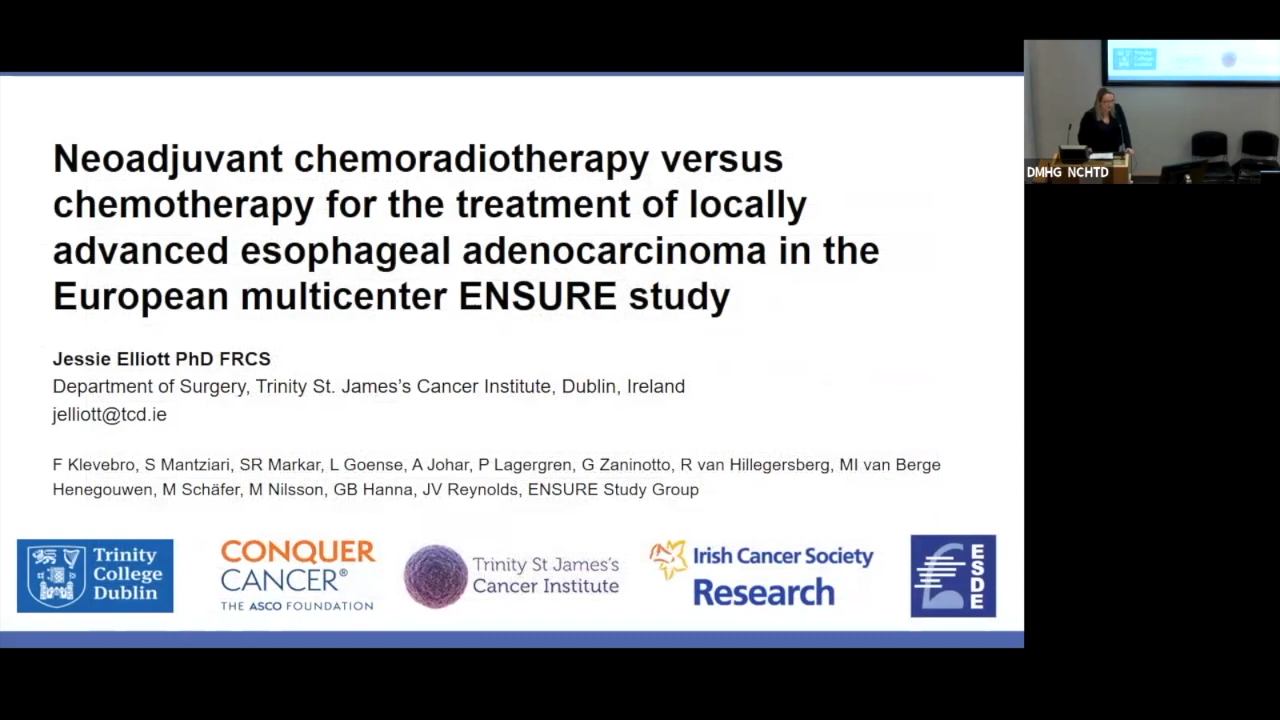 Neoadjuvant chemoradiotherapy versus
chemotherapy for the treatment of locally
advanced esophageal adenocarcinoma in the
European multicenter ENSURE study
Jessie Elliott PhD FRCS
Department of Surgery, Trinity St. James's Cancer Institute, Dublin, Ireland
jelliott@tcd.ie
F Klevebro, S Mantziari, SR Markar, L Goense, A Johar, P Lagergren, G Zaninotto, R van Hillegersberg, MI van Berge
Henegouwen, M Schäfer, M Nilsson, GB Hanna, JV Reynolds, ENSURE Study Group
Trinity
College
Dublin
CONQUER
CANCER®
THE ASCO FOUNDATION
Trinity St James's
Cancer Institute
Irish Cancer Society
Research
ESDE
DMHG NCHTD
Trinity
College
Dublin